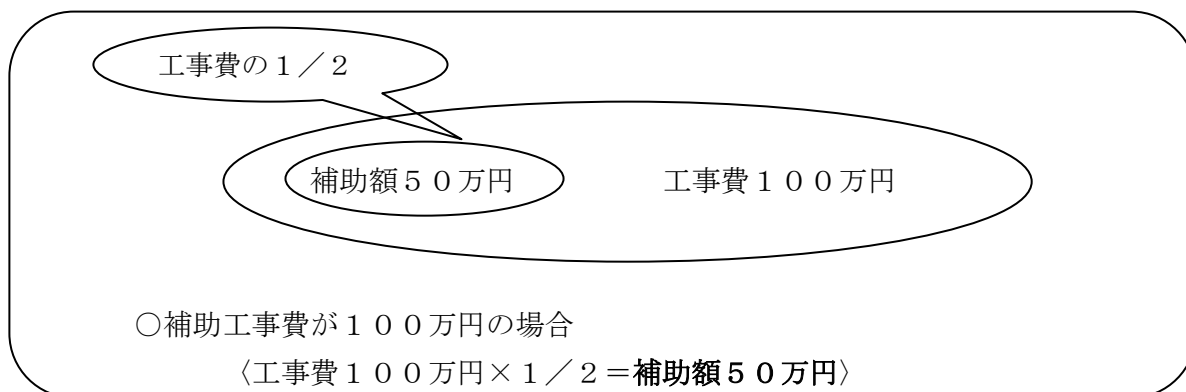 工事費の１／２
補助額５０万円　工事費１００万円
○補助工事費が１００万円の場合
〈工事費１００万円×１／２＝補助額５０万円〉